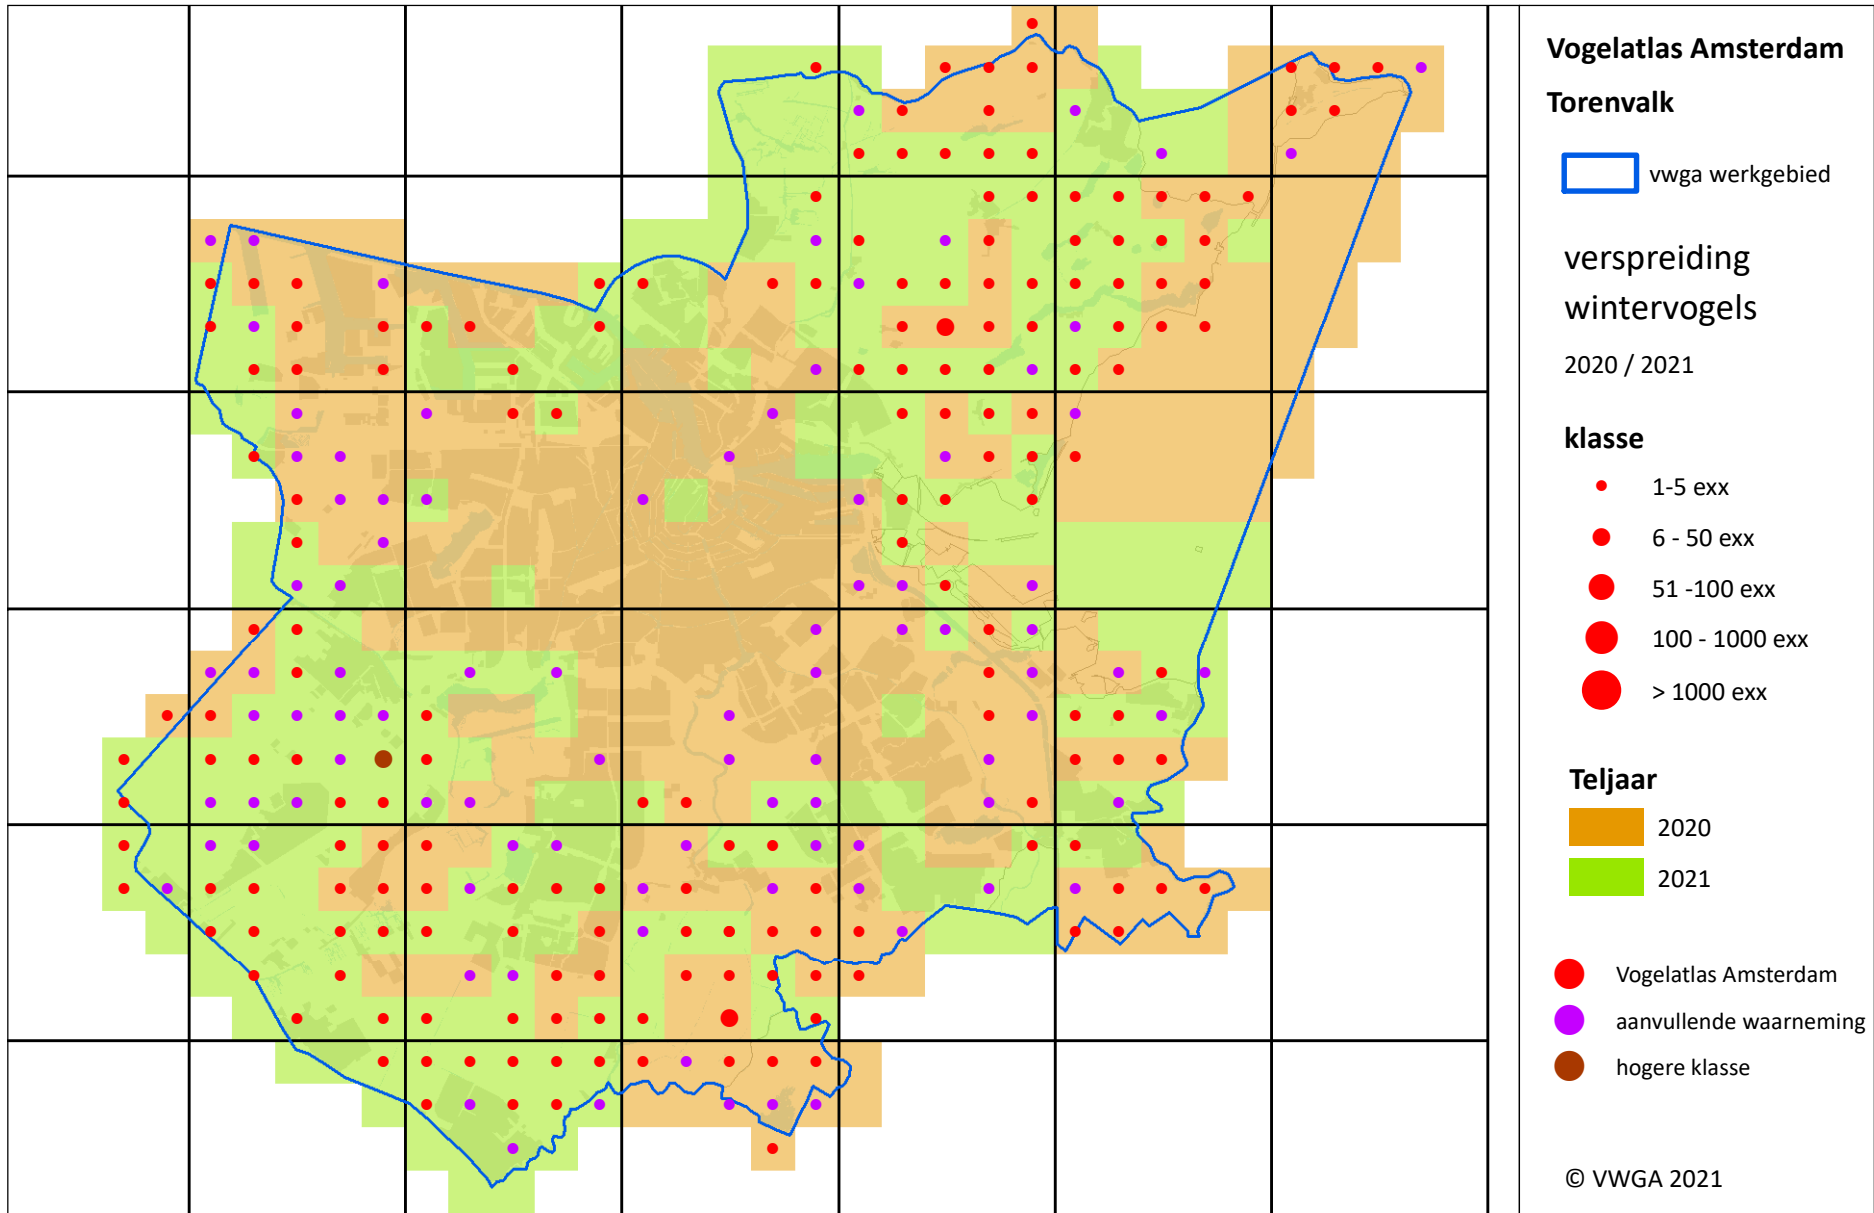 Vogelatlas Amsterdam
Torenvalk
vwga werkgebied
verspreiding
wintervogels
2020 / 2021
klasse
1-5 exx
6 - 50 exx
51 -100 exx
100 - 1000 exx
> 1000 exx
Teljaar
2020
2021
Vogelatlas Amsterdam
aanvullende waarneming
hogere klasse
© VWGA 2021